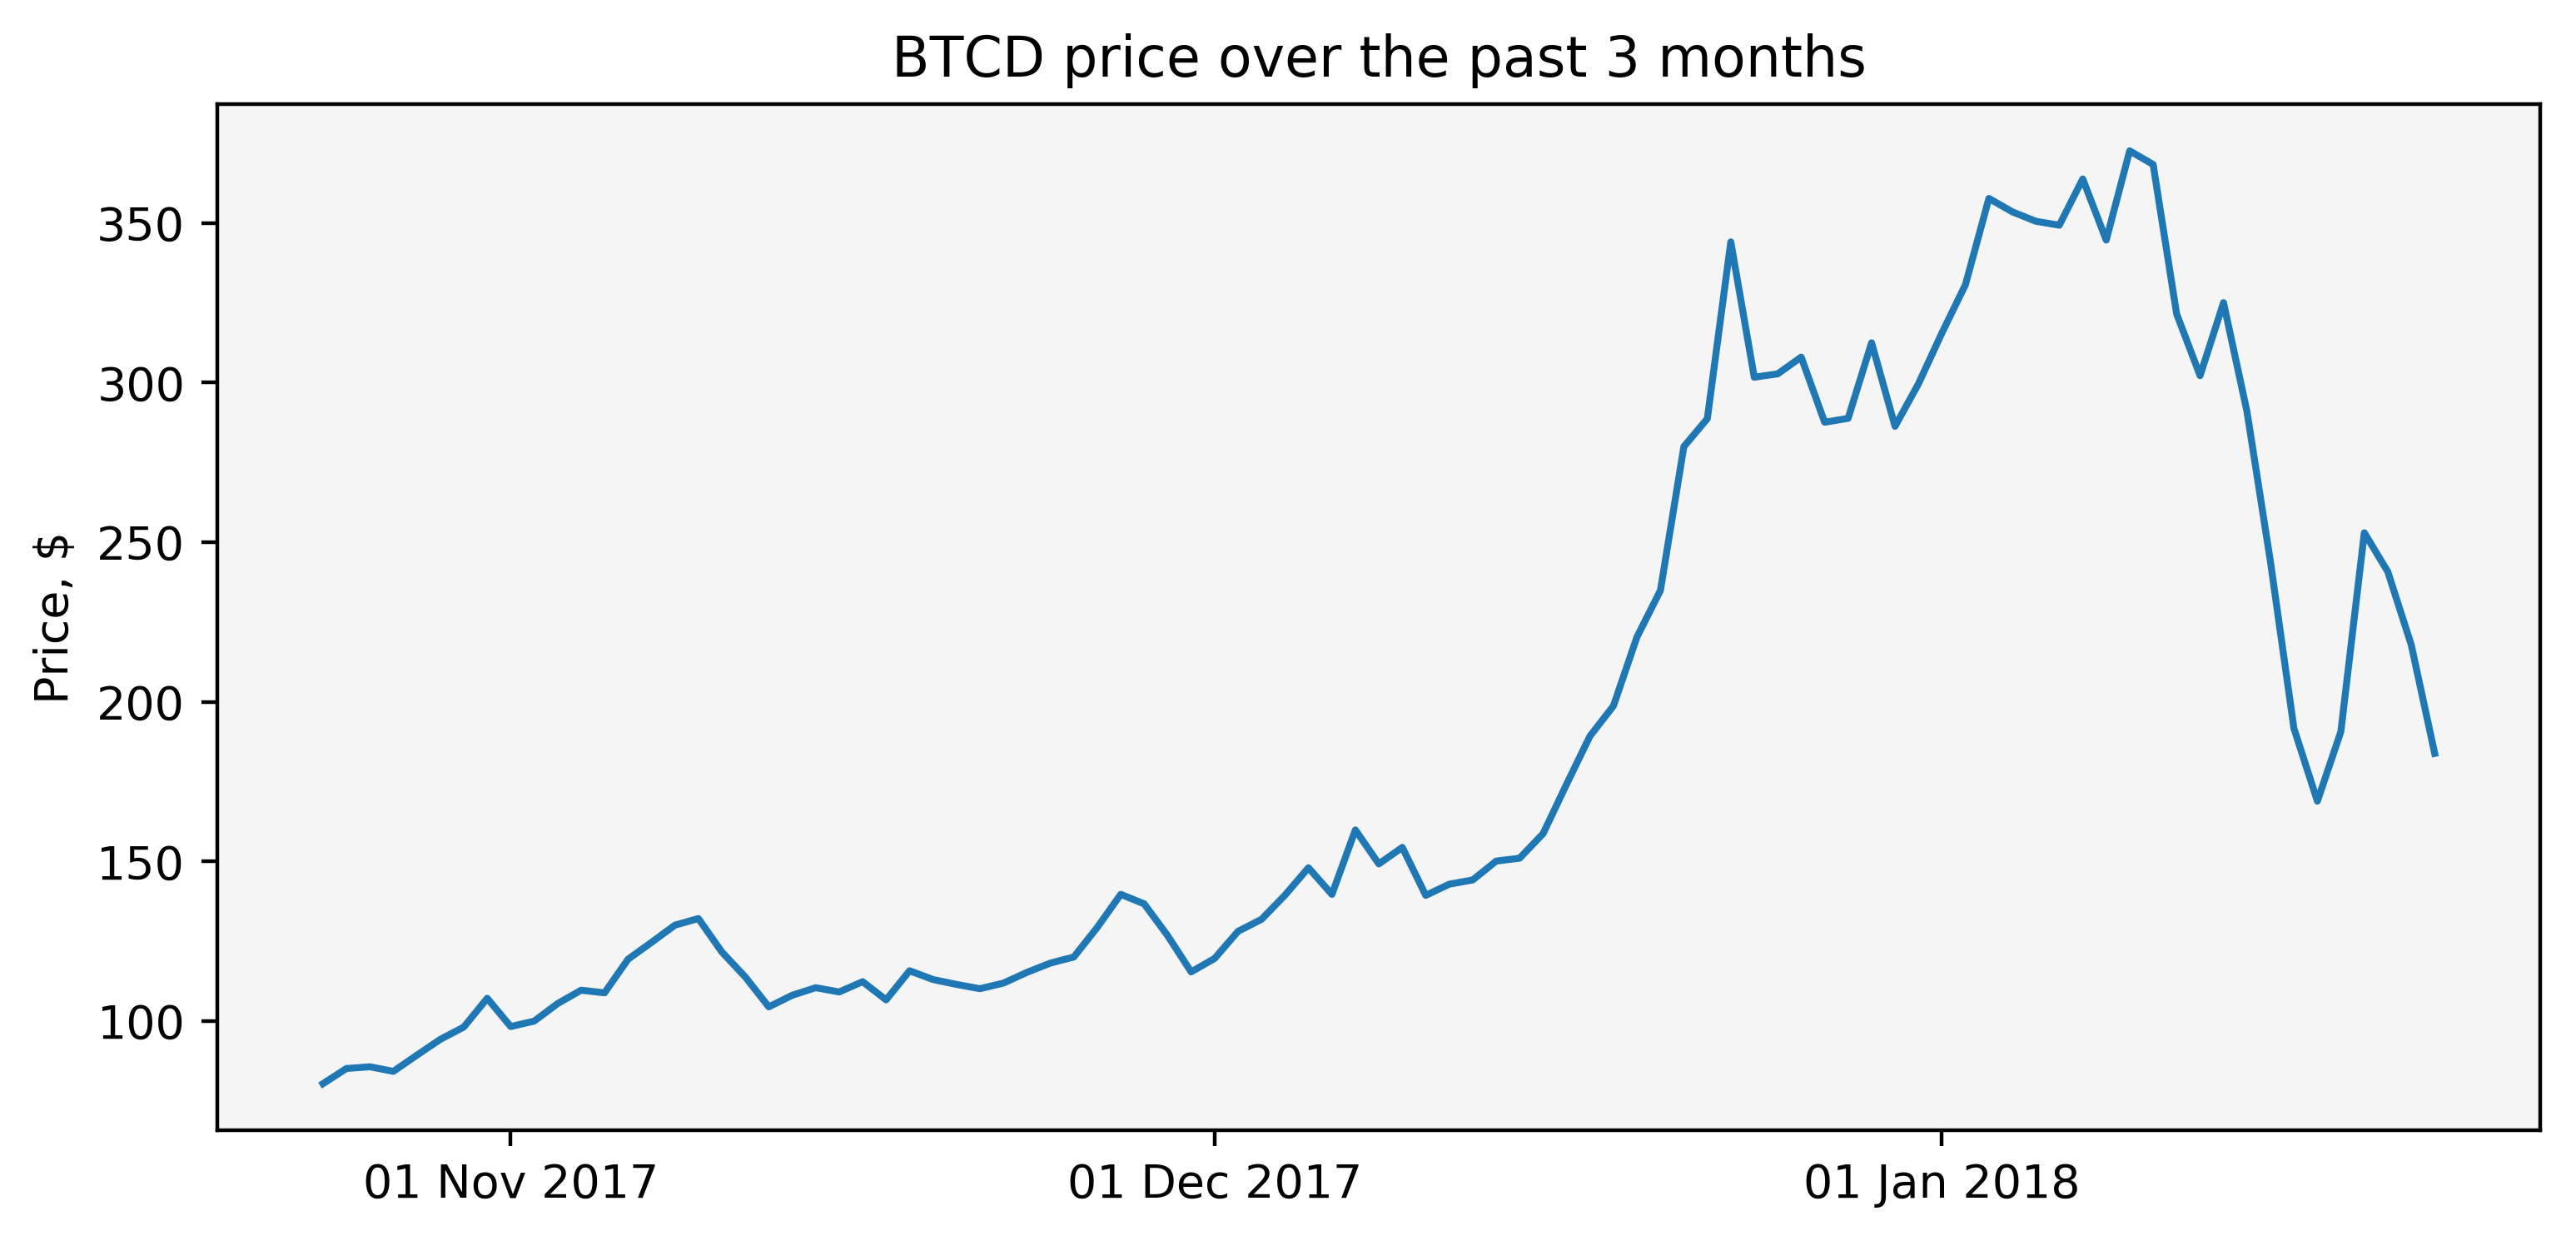 BTCD price over the past 3 months
Price, $
350
300
250
200
150
100
01 Nov 2017
01 Dec 2017
01 Jan 2018